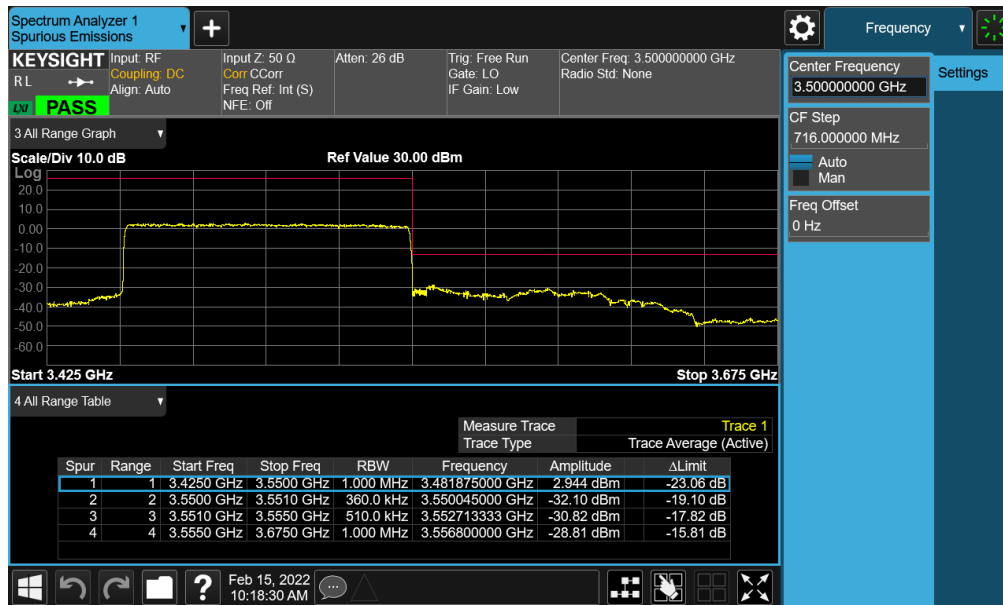 Spectrum Analyzer 1
Spurious Emissions
Frequency
KEYSIGHT
Input: RF
Coupling: DC
Align: Auto
Input Z: 50 Ω
Corr CCorr
Freq Ref: Int (S)
NFE: Off
Atten: 26 dB
Trig: Free Run
Gate: LO
IF Gain: Low
Center Freq: 3.500000000 GHz
Radio Std: None
R L
LXI PASS
Center Frequency
3.500000000 GHz
Settings
CF Step
716.000000 MHz
Auto
Man
Freq Offset
0 Hz
3 All Range Graph
Scale/Div 10.0 dB
Ref Value 30.00 dBm
Log
20.0
10.0
0.00
-10.0
-20.0
-30.0
-40.0
-50.0
-60.0
Start 3.425 GHz
Stop 3.675 GHz
4 All Range Table
Measure Trace Trace 1
Trace Type Trace Average (Active)
Spur Range Start Freq Stop Freq RBW Frequency Amplitude ΔLimit
1 1 3.4250 GHz 3.5500 GHz 1.000 MHz 3.481875000 GHz 2.944 dBm -23.06 dB
2 2 3.5500 GHz 3.5510 GHz 360.0 kHz 3.550045000 GHz -32.10 dBm -19.10 dB
3 3 3.5510 GHz 3.5550 GHz 510.0 kHz 3.552713333 GHz -30.82 dBm -17.82 dB
4 4 3.5550 GHz 3.6750 GHz 1.000 MHz 3.556800000 GHz -28.81 dBm -15.81 dB
?
Feb 15, 2022
10:18:30 AM